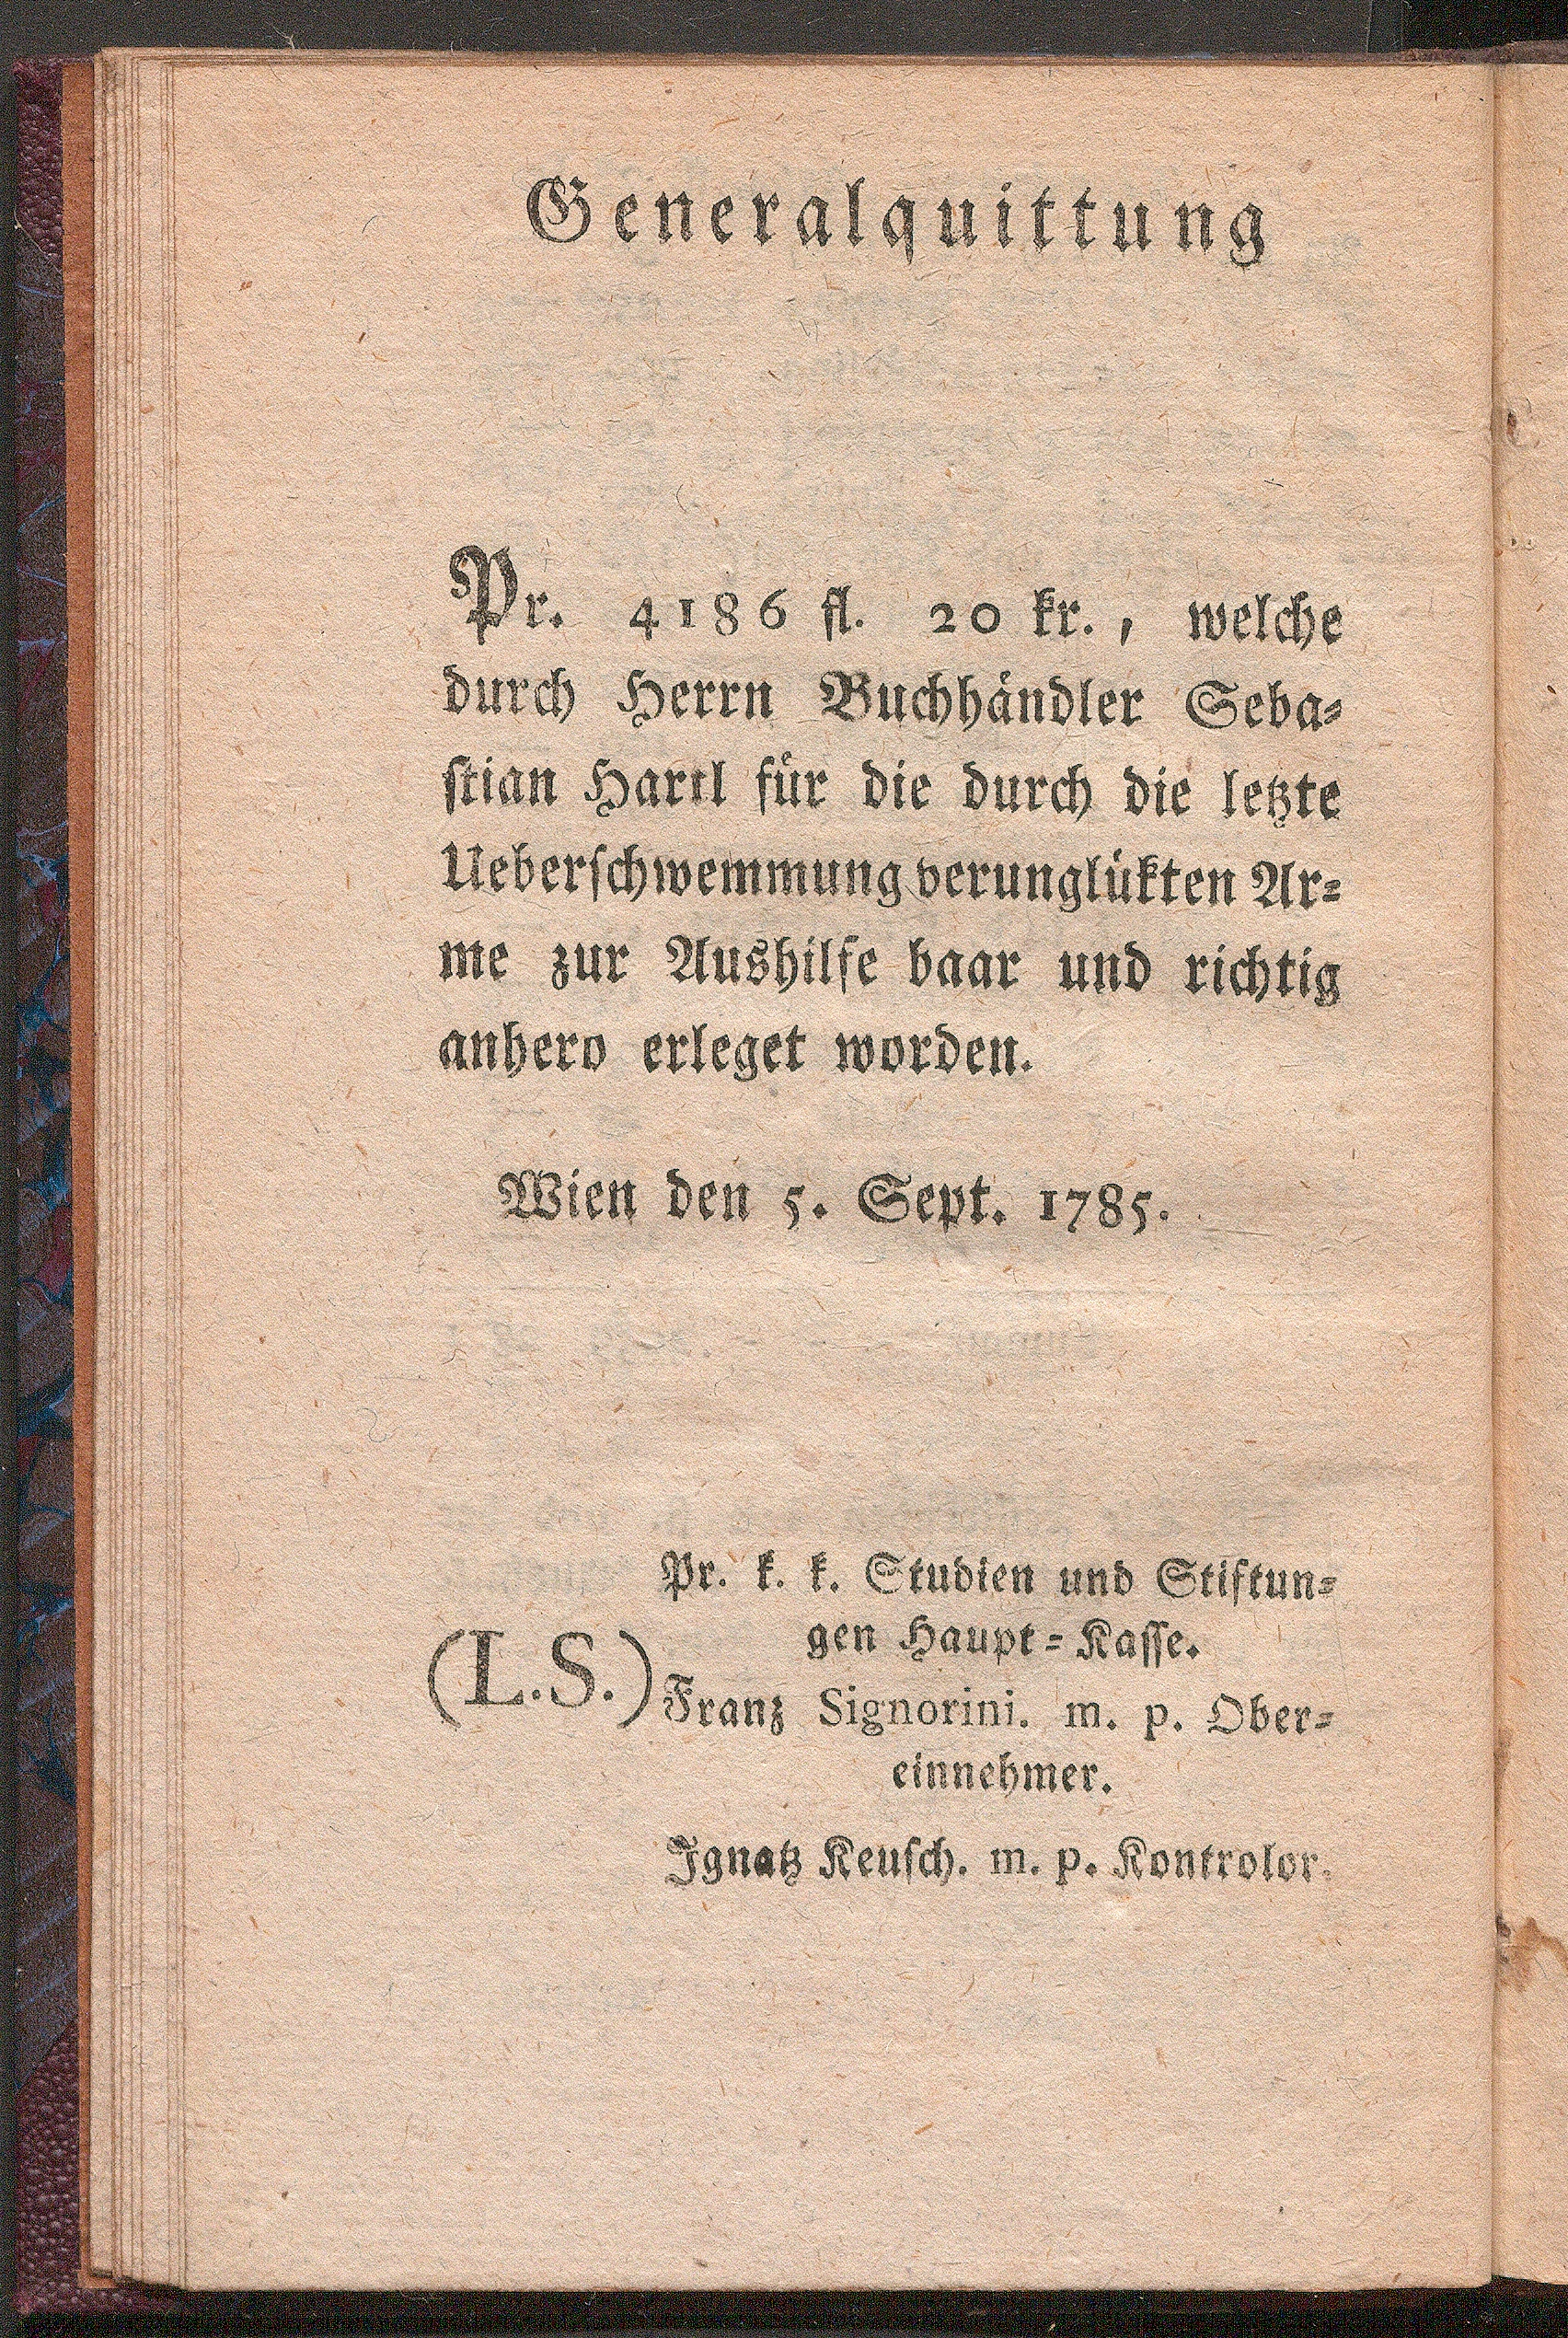 Generalquittung
Pr. 4186 fl. 20 kr., welche
durch Herrn Buchhändler Seba-
stian Hartl für die durch die letzte
Ueberschwemmung verunglükten Ar-
me zur Aushilfe baar und richtig
anhero erleget worden.
Wien den 5. Sept. 1785.
Pr. k. k. Studien und Stiftun-
gen Haupt-Kasse.
(L.S.)
Franz Signorini. m. p. Ober-
einnehmer.
Ignatz Keusch. m. p. Kontrolor.